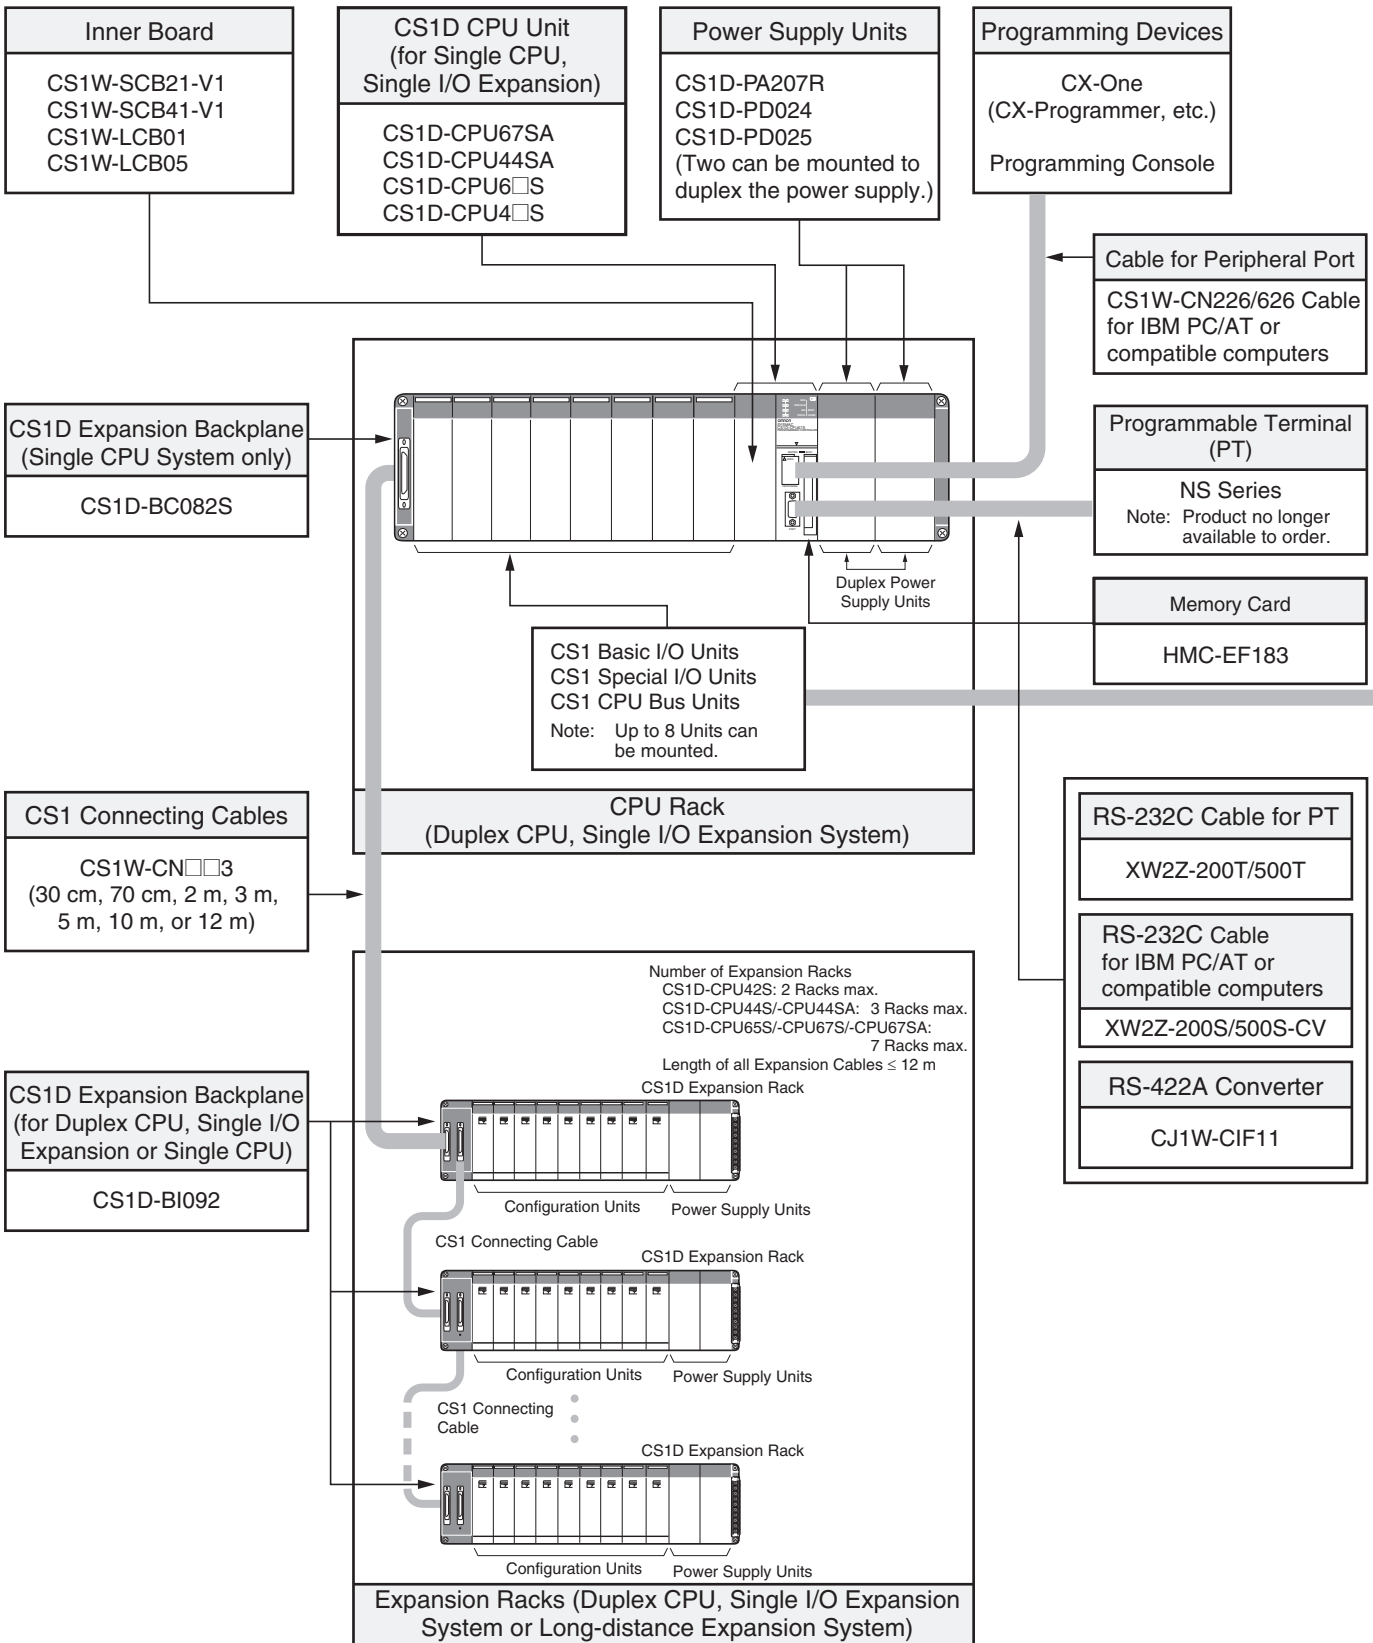 Inner Board
CS1W-SCB21-V1
CS1W-SCB41-V1
CS1W-LCB01
CS1W-LCB05
CS1D CPU Unit
(for Single CPU,
Single I/O Expansion)
CS1D-CPU67SA
CS1D-CPU44SA
CS1D-CPU6□S
CS1D-CPU4□S
Power Supply Units
CS1D-PA207R
CS1D-PD024
CS1D-PD025
(Two can be mounted to
duplex the power supply.)
Programming Devices
CX-One
(CX-Programmer, etc.)
Programming Console
Cable for Peripheral Port
CS1W-CN226/626 Cable
for IBM PC/AT or
compatible computers
CS1D Expansion Backplane
(Single CPU System only)
CS1D-BC082S
Programmable Terminal
(PT)
NS Series
Note: Product no longer
available to order.
Duplex Power
Supply Units
Memory Card
HMC-EF183
CS1 Basic I/O Units
CS1 Special I/O Units
CS1 CPU Bus Units
Note: Up to 8 Units can
be mounted.
CPU Rack
(Duplex CPU, Single I/O Expansion System)
CS1 Connecting Cables
CS1W-CN□□3
(30 cm, 70 cm, 2 m, 3 m,
5 m, 10 m, or 12 m)
RS-232C Cable for PT
XW2Z-200T/500T
RS-232C Cable
for IBM PC/AT or
compatible computers
XW2Z-200S/500S-CV
RS-422A Converter
CJ1W-CIF11
Number of Expansion Racks
CS1D-CPU42S: 2 Racks max.
CS1D-CPU44S/-CPU44SA: 3 Racks max.
CS1D-CPU65S/-CPU67S/-CPU67SA:
7 Racks max.
Length of all Expansion Cables ≤ 12 m
CS1D Expansion Rack
CS1D Expansion Backplane
(for Duplex CPU, Single I/O
Expansion or Single CPU)
CS1D-BI092
Configuration Units
Power Supply Units
CS1 Connecting Cable
CS1D Expansion Rack
Configuration Units
Power Supply Units
CS1 Connecting
Cable
CS1D Expansion Rack
Configuration Units
Power Supply Units
Expansion Racks (Duplex CPU, Single I/O Expansion
System or Long-distance Expansion System)